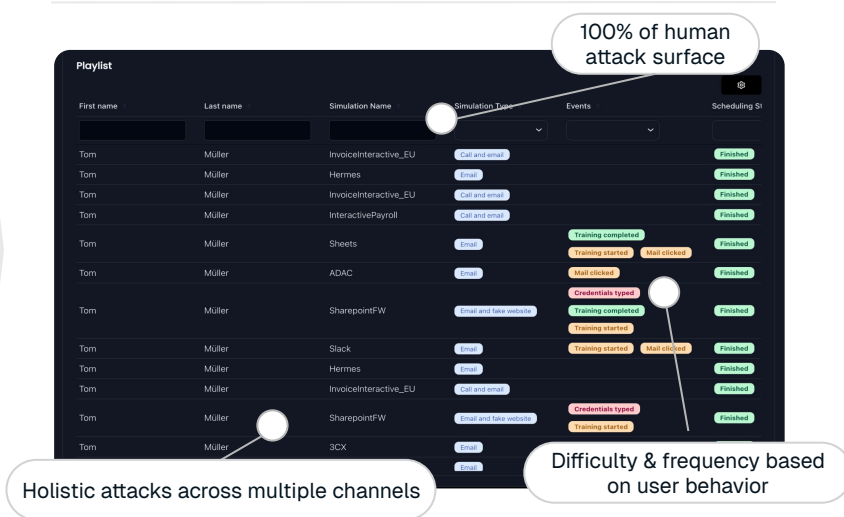 100% of human
attack surface
Playlist
First name Last name Simulation Name Simulation Type Events Scheduling St
Tom Müller InvoiceInteractive_EU Call and email Finished
Tom Müller Hermes Email Finished
Tom Müller InvoiceInteractive_EU Call and email Finished
Tom Müller InteractivePayroll Call and email Finished
Training completed
Tom Müller Sheets Email Finished
Training started Mail clicked
Tom Müller ADAC Email Mail clicked Finished
Credentials typed
Tom Müller SharepointFW Email and fake website Training completed Finished
Training started
Tom Müller Slack Email Training started Mail clicked Finished
Tom Müller Hermes Email Finished
Tom Müller InvoiceInteractive_EU Call and email Finished
Credentials typed
Tom Müller SharepointFW Email and fake website Finished
Training started
Tom Müller 3CX Email
Email
Difficulty & frequency based
on user behavior
Holistic attacks across multiple channels